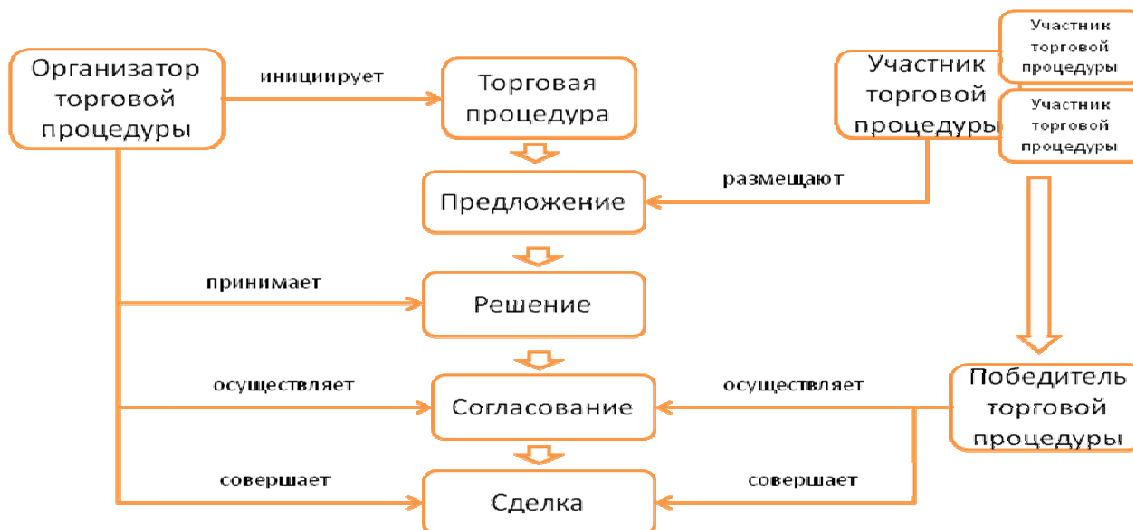 Организатор
торговой
процедуры
инициирует
Торговая
процедура
Участник
торговой
процедуры
Участник
торговой
процедуры
Участник
торговой
процедуры
размещают
Предложение
принимает
Решение
осуществляет
Согласование
осуществляет
Победитель
торговой
процедуры
совершает
Сделка
совершает